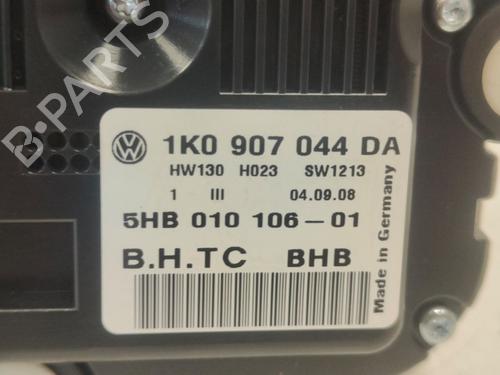 1K0 907 044 DA
HW130 H023 SW1213
1 III 04.09.08
5HB 010 106-01
B.H.TC BHB
Made in Germany
B-PARTS